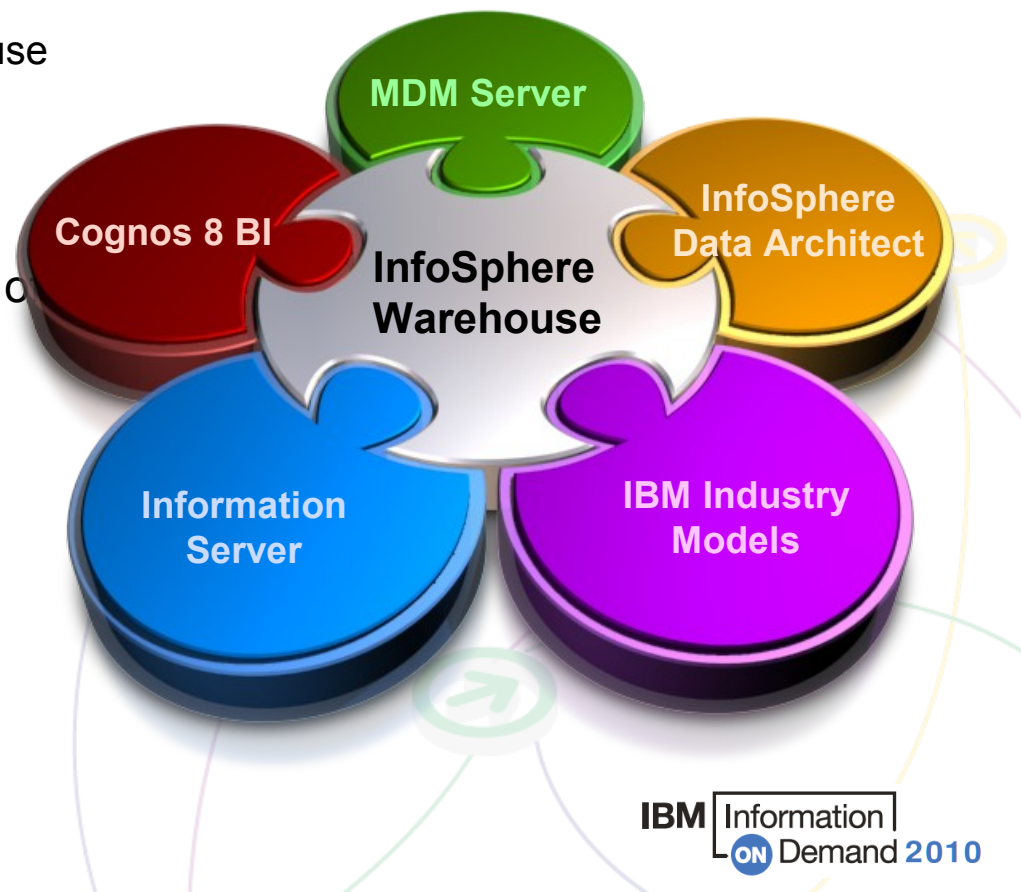 MDM Server
Cognos 8 BI
InfoSphere
Data Architect
InfoSphere
Warehouse
Information
Server
IBM Industry
Models
IBM Information
ON Demand 2010